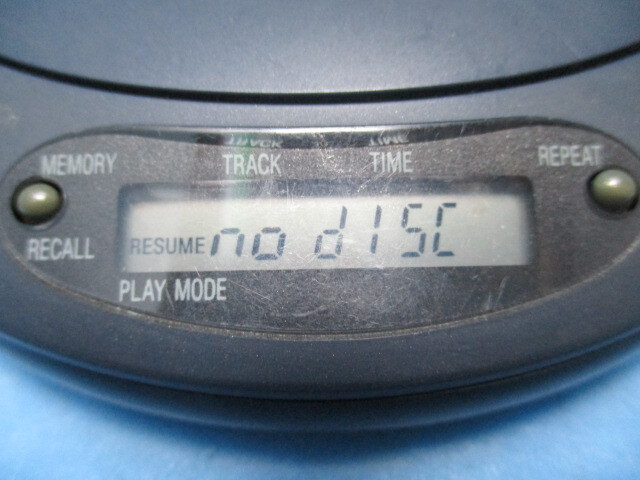 MEMORY TRACK TIME REPEAT
RECALL RESUME no dISC
PLAY MODE